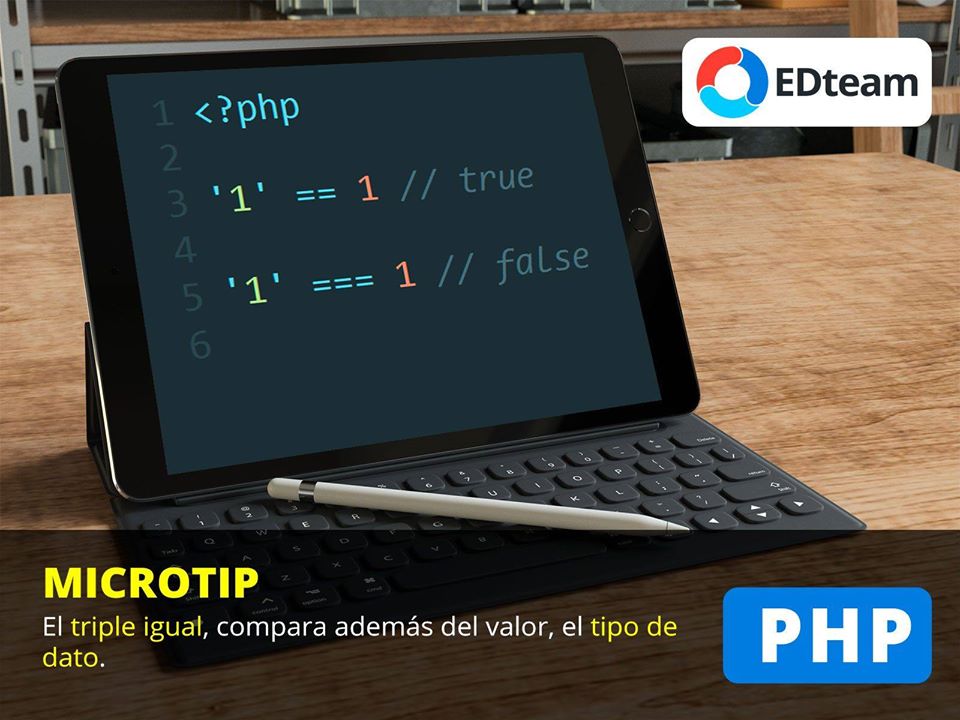 EDteam
1 <?php
2
3 '1' == 1 // true
4
5 '1' === 1 // false
6
MICROTIP
El triple igual, compara además del valor, el tipo de
dato.
PHP